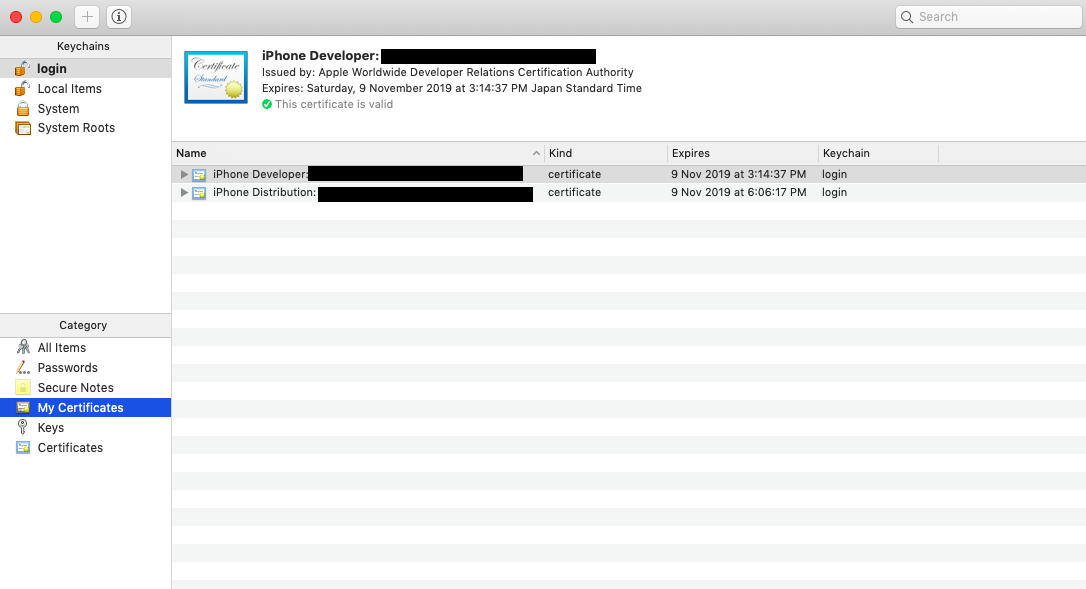 Search
Keychains
login
Local Items
System
System Roots
Category
All Items
Passwords
Secure Notes
My Certificates
Keys
Certificates
Certificate
Standard
iPhone Developer:
Issued by: Apple Worldwide Developer Relations Certification Authority
Expires: Saturday, 9 November 2019 at 3:14:37 PM Japan Standard Time
This certificate is valid
Name Kind Expires Keychain
iPhone Developer: certificate 9 Nov 2019 at 3:14:37 PM login
iPhone Distribution: certificate 9 Nov 2019 at 6:06:17 PM login